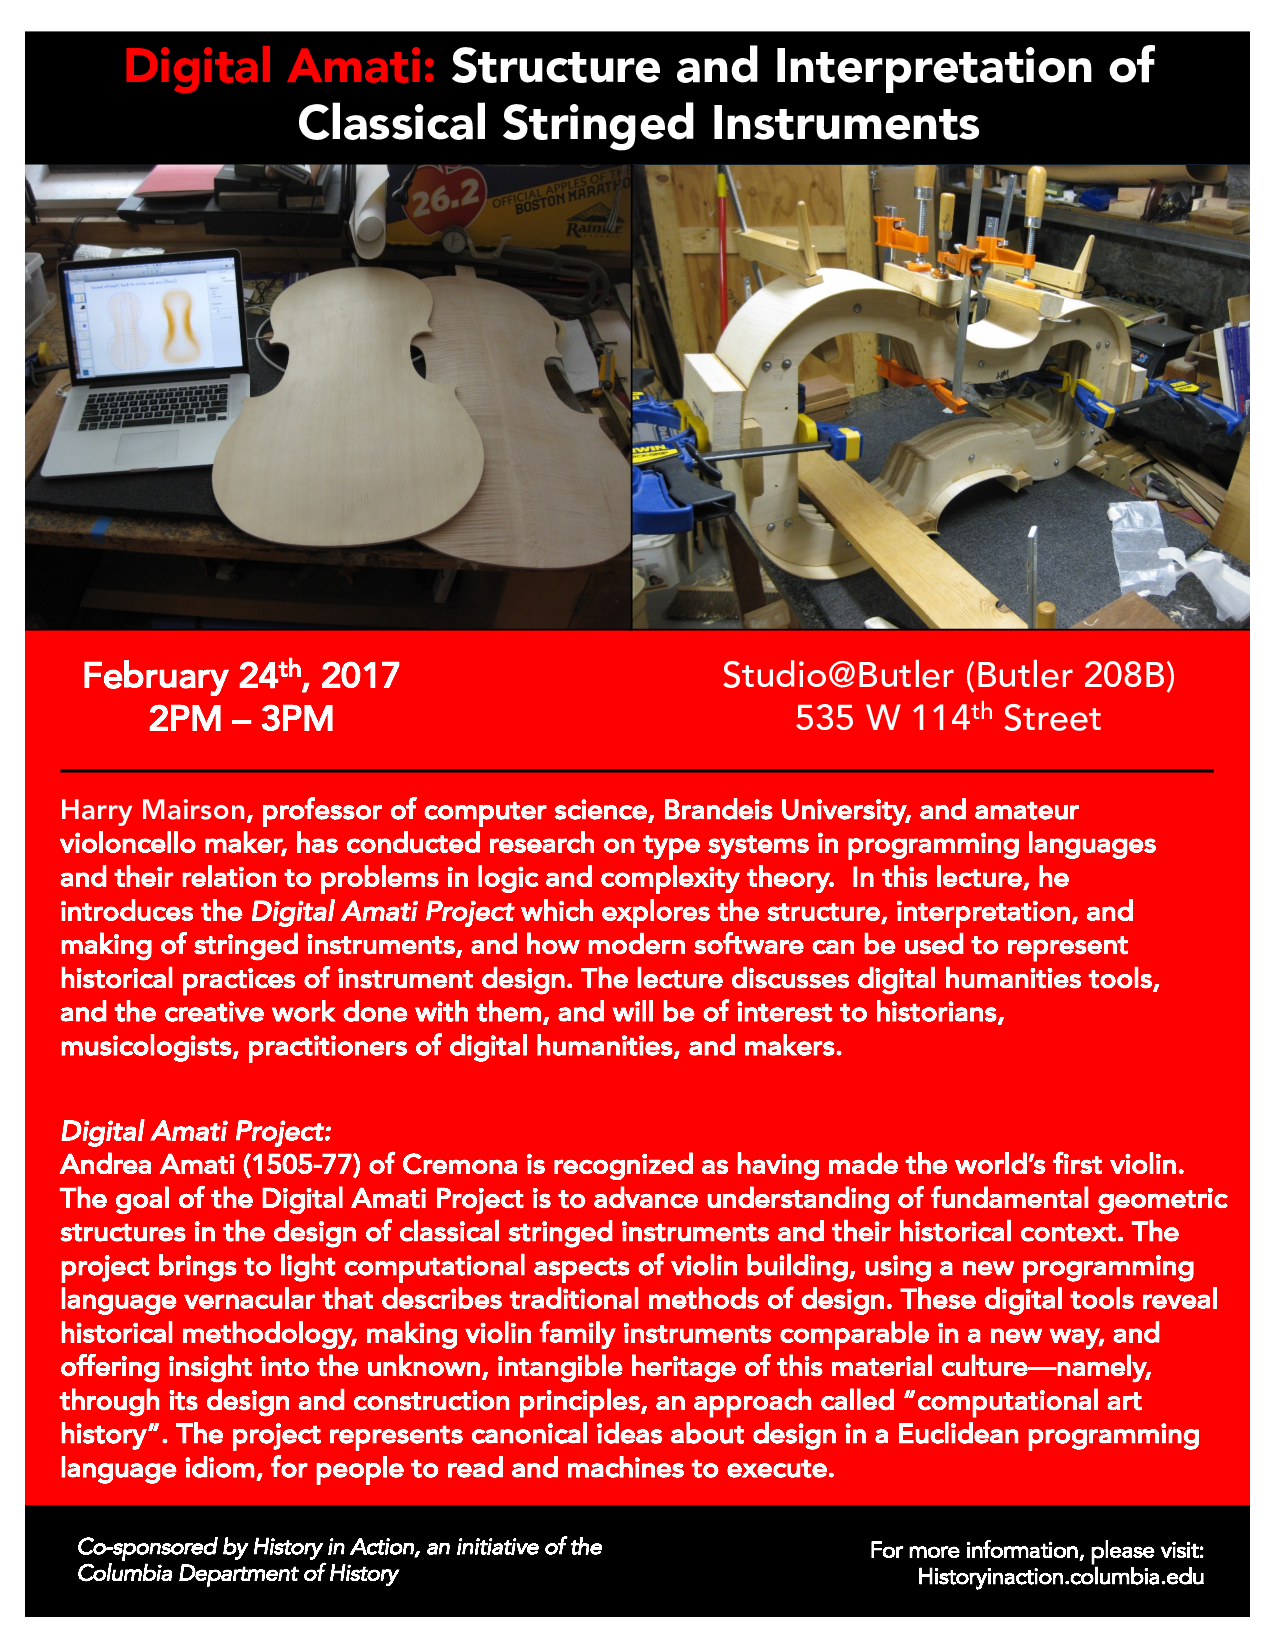 Digital Amati: Structure and Interpretation of
Classical Stringed Instruments
26.2
OFFICIAL APPLES OF THE
BOSTON MARATHO
Rainier
HM
February 24th, 2017
2PM – 3PM
Studio@Butler (Butler 208B)
535 W 114th Street
Harry Mairson, professor of computer science, Brandeis University, and amateur
violoncello maker, has conducted research on type systems in programming languages
and their relation to problems in logic and complexity theory.  In this lecture, he
introduces the Digital Amati Project which explores the structure, interpretation, and
making of stringed instruments, and how modern software can be used to represent
historical practices of instrument design. The lecture discusses digital humanities tools,
and the creative work done with them, and will be of interest to historians,
musicologists, practitioners of digital humanities, and makers.
Digital Amati Project:
Andrea Amati (1505-77) of Cremona is recognized as having made the world’s first violin.
The goal of the Digital Amati Project is to advance understanding of fundamental geometric
structures in the design of classical stringed instruments and their historical context. The
project brings to light computational aspects of violin building, using a new programming
language vernacular that describes traditional methods of design. These digital tools reveal
historical methodology, making violin family instruments comparable in a new way, and
offering insight into the unknown, intangible heritage of this material culture—namely,
through its design and construction principles, an approach called “computational art
history”. The project represents canonical ideas about design in a Euclidean programming
language idiom, for people to read and machines to execute.
Co-sponsored by History in Action, an initiative of the
Columbia Department of History
For more information, please visit:
Historyinaction.columbia.edu